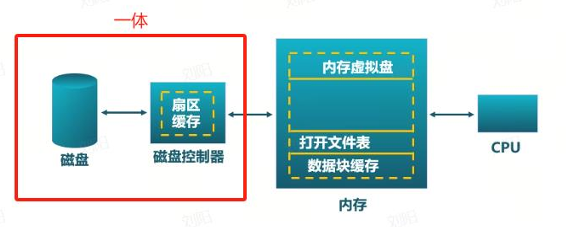 一体
内存虚拟盘
扇区
缓存
打开文件表
数据块缓存
磁盘
磁盘控制器
内存
CPU